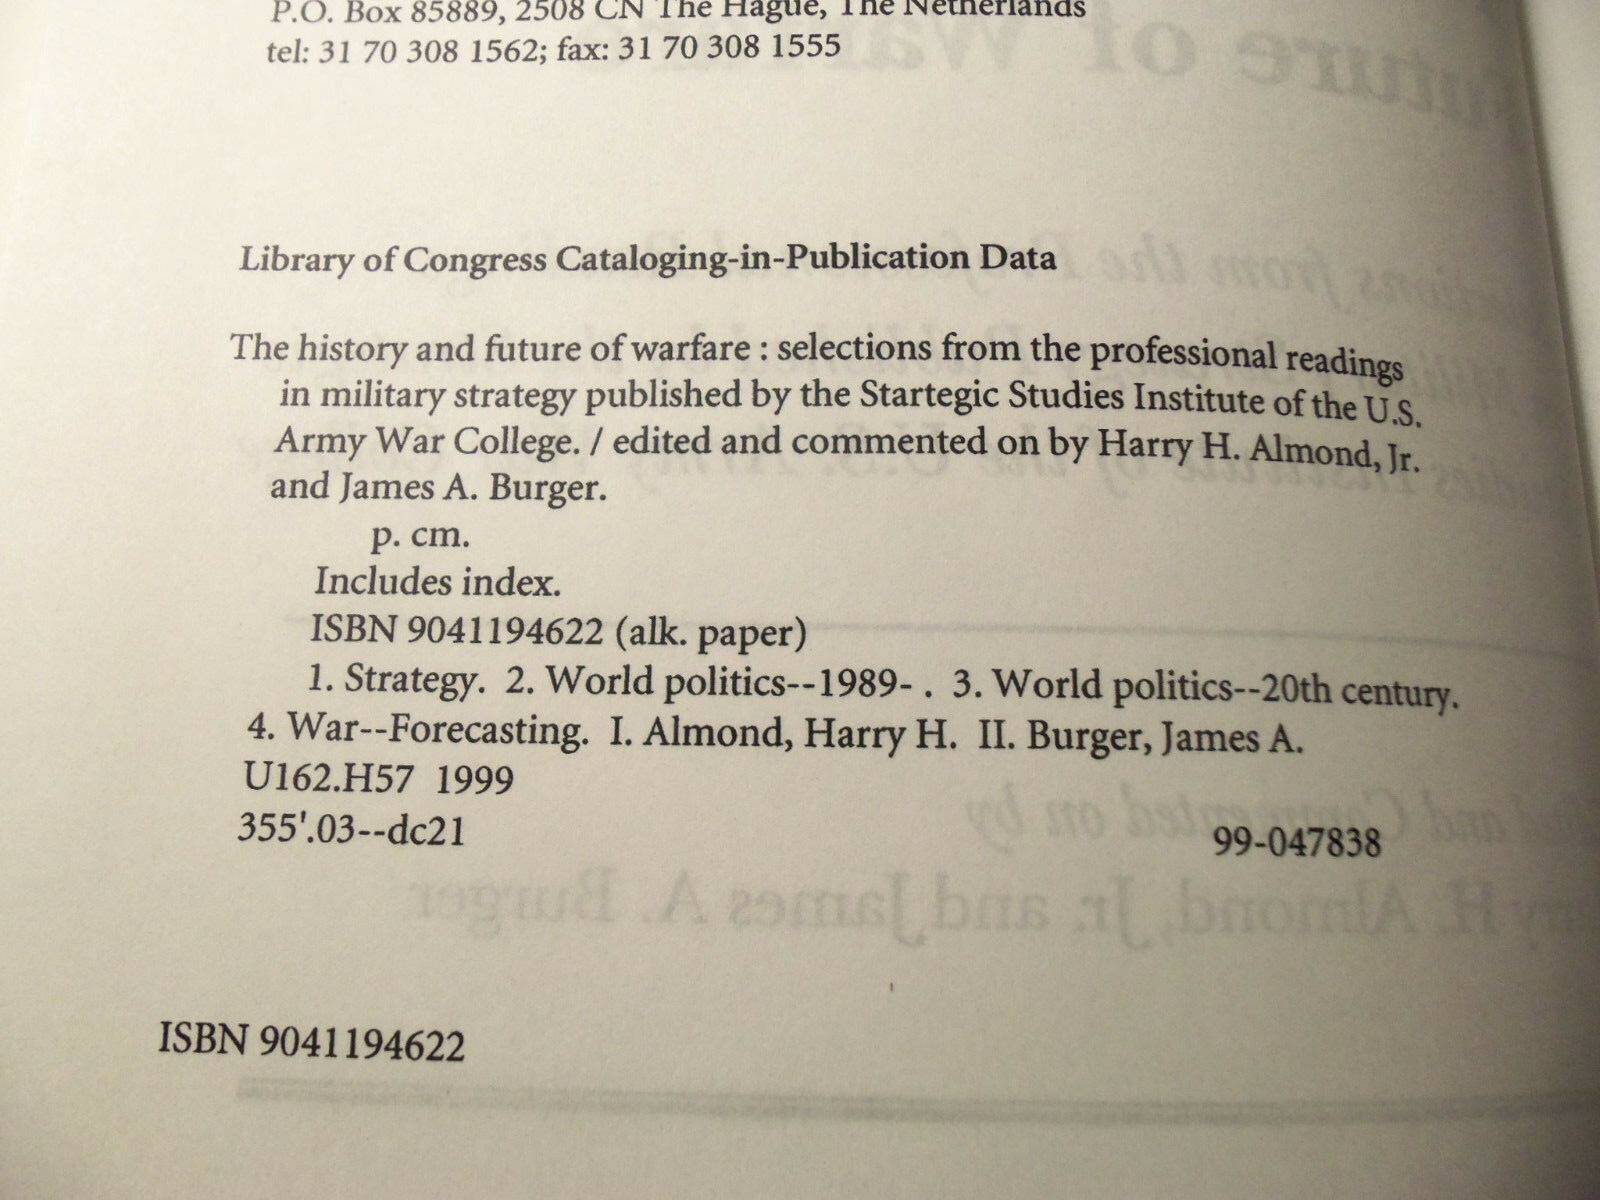 P.O. Box 85889, 2508 CN The Hague, The Netherlands
tel: 31 70 308 1562; fax: 31 70 308 1555
Library of Congress Cataloging-in-Publication Data
The history and future of warfare : selections from the professional readings
in military strategy published by the Startegic Studies Institute of the U.S.
Army War College. / edited and commented on by Harry H. Almond, Jr.
and James A. Burger.
p. cm.
Includes index.
ISBN 9041194622 (alk. paper)
1. Strategy. 2. World politics--1989- . 3. World politics--20th century.
4. War--Forecasting. I. Almond, Harry H. II. Burger, James A.
U162.H57 1999
355'.03--dc21
99-047838
ISBN 9041194622